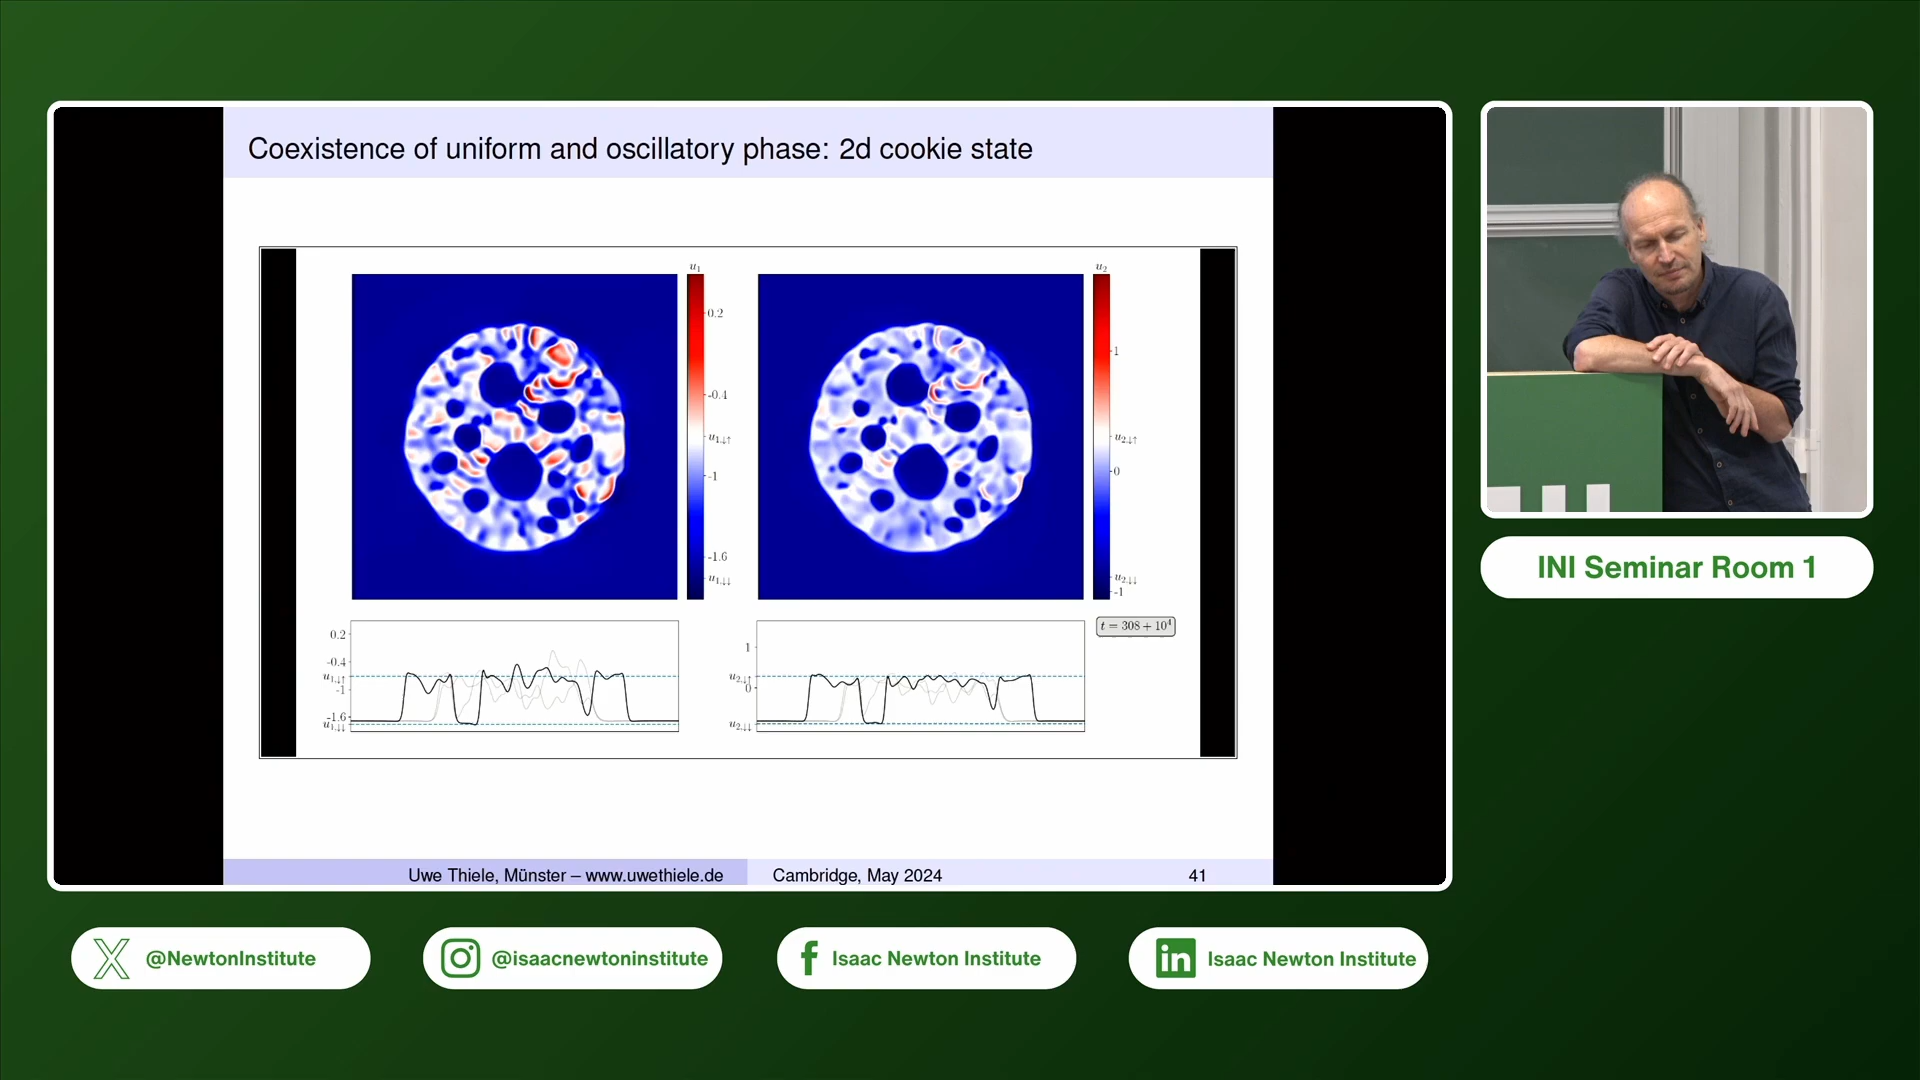 Coexistence of uniform and oscillatory phase: 2d cookie state
u₁
0.2
-0.4
u₁,↓↑
-1
-1.6
u₁,↓↓
u₂
1
u₂,↓↑
0
u₂,↓↓
-1
0.2
-0.4
u₁,↓↑
-1
-1.6
u₁,↓↓
1
u₂,↓↑
0
u₂,↓↓
t = 308 + 10⁴
Uwe Thiele, Münster – www.uwethiele.de
Cambridge, May 2024
41
INI Seminar Room 1
@NewtonInstitute
@isaacnewtoninstitute
Isaac Newton Institute
Isaac Newton Institute